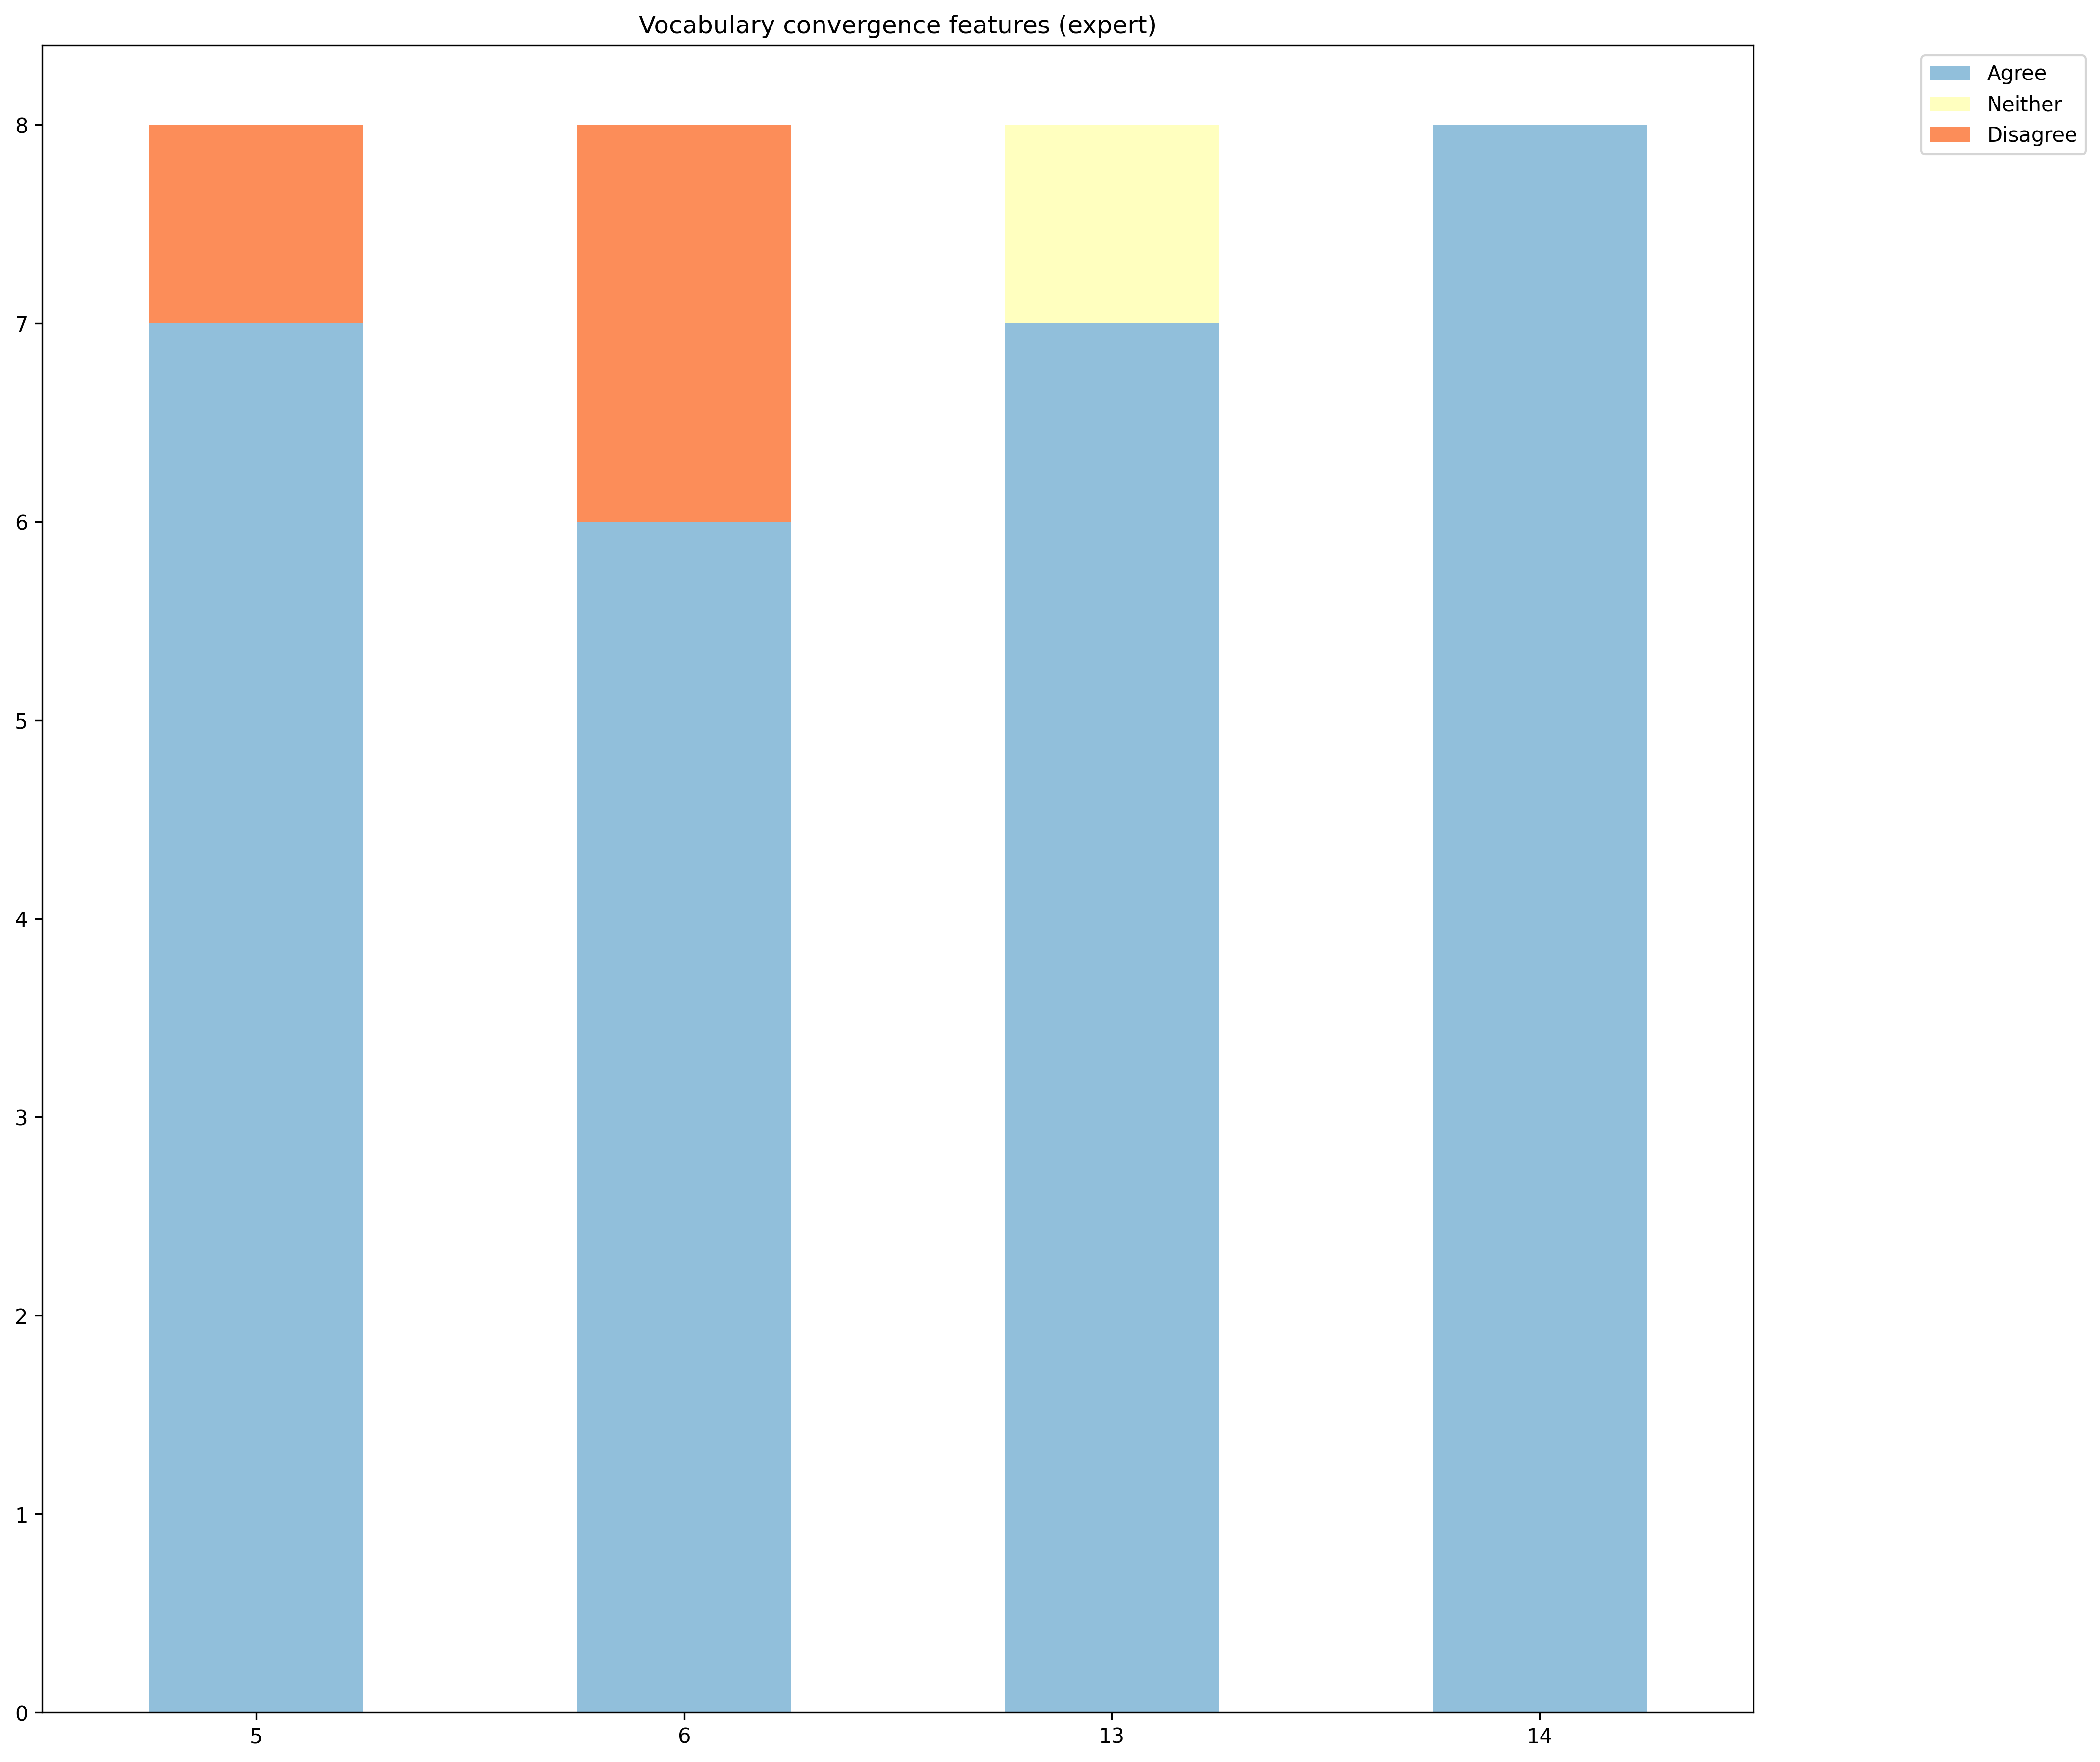 Vocabulary convergence features (expert)
Agree
Neither
Disagree
8
7
6
5
4
3
2
1
0
5 6 13 14